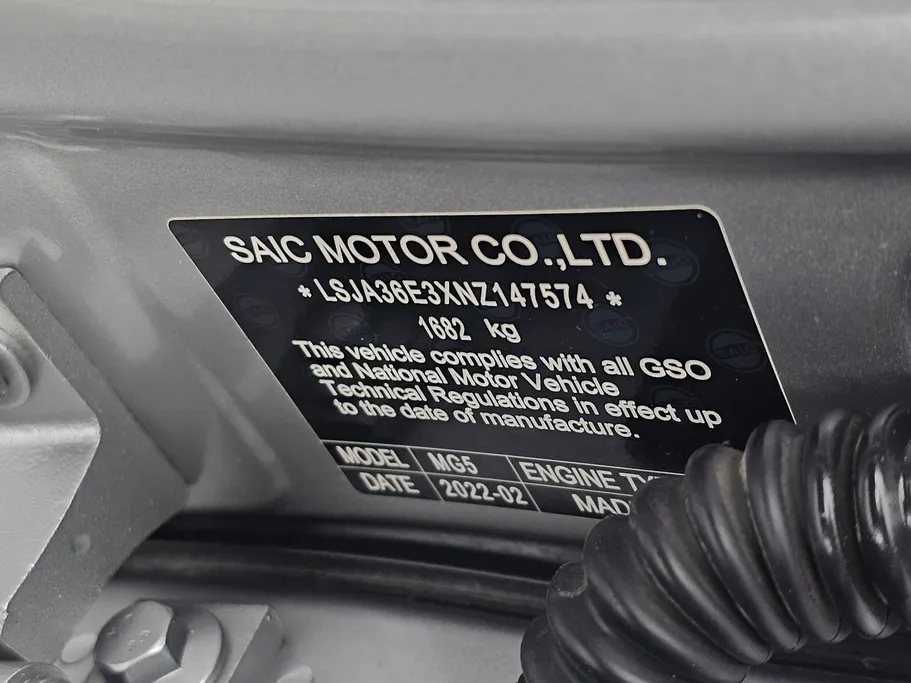 SAIC MOTOR CO.,LTD.
* LSJA36E3XNZ147574 *
1682 kg
This vehicle complies with all GSO
and National Motor Vehicle
Technical Regulations in effect up
to the date of manufacture.
MODEL MG5 ENGINE TY
DATE 2022-02 MAD